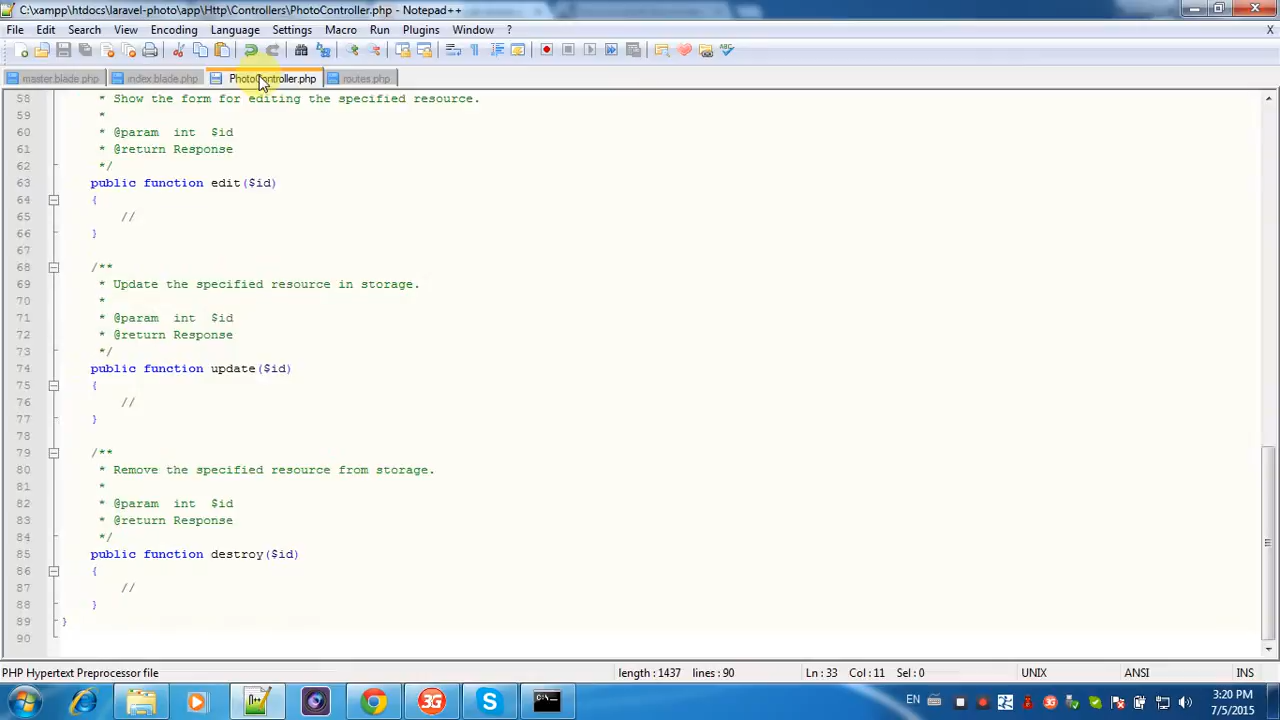 C:\xampp\htdocs\laravel-photo\app\Http\Controllers\PhotoController.php - Notepad++
File Edit Search View Encoding Language Settings Macro Run Plugins Window ? X
master.blade.php index.blade.php PhotoController.php routes.php
58 * Show the form for editing the specified resource.
59 *
60 * @param int $id
61 * @return Response
62 */
63 public function edit($id)
64 {
65 //
66 }
67
68 /**
69 * Update the specified resource in storage.
70 *
71 * @param int $id
72 * @return Response
73 */
74 public function update($id)
75 {
76 //
77 }
78
79 /**
80 * Remove the specified resource from storage.
81 *
82 * @param int $id
83 * @return Response
84 */
85 public function destroy($id)
86 {
87 //
88 }
89 }
90
PHP Hypertext Preprocessor file length : 1437 lines : 90 Ln : 33 Col : 11 Sel : 0 UNIX ANSI INS
EN 3:20 PM
7/5/2015